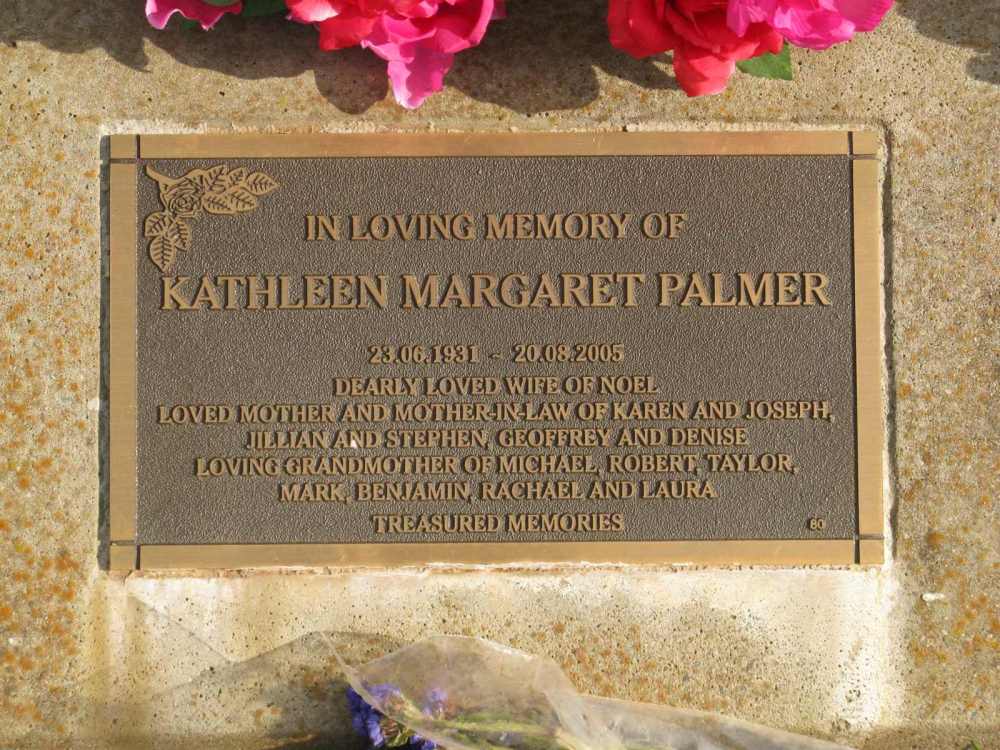 IN LOVING MEMORY OF
KATHLEEN MARGARET PALMER
23.06.1931 ~ 20.08.2005
DEARLY LOVED WIFE OF NOEL
LOVED MOTHER AND MOTHER-IN-LAW OF KAREN AND JOSEPH,
JILLIAN AND STEPHEN, GEOFFREY AND DENISE
LOVING GRANDMOTHER OF MICHAEL, ROBERT, TAYLOR,
MARK, BENJAMIN, RACHAEL AND LAURA
TREASURED MEMORIES
80